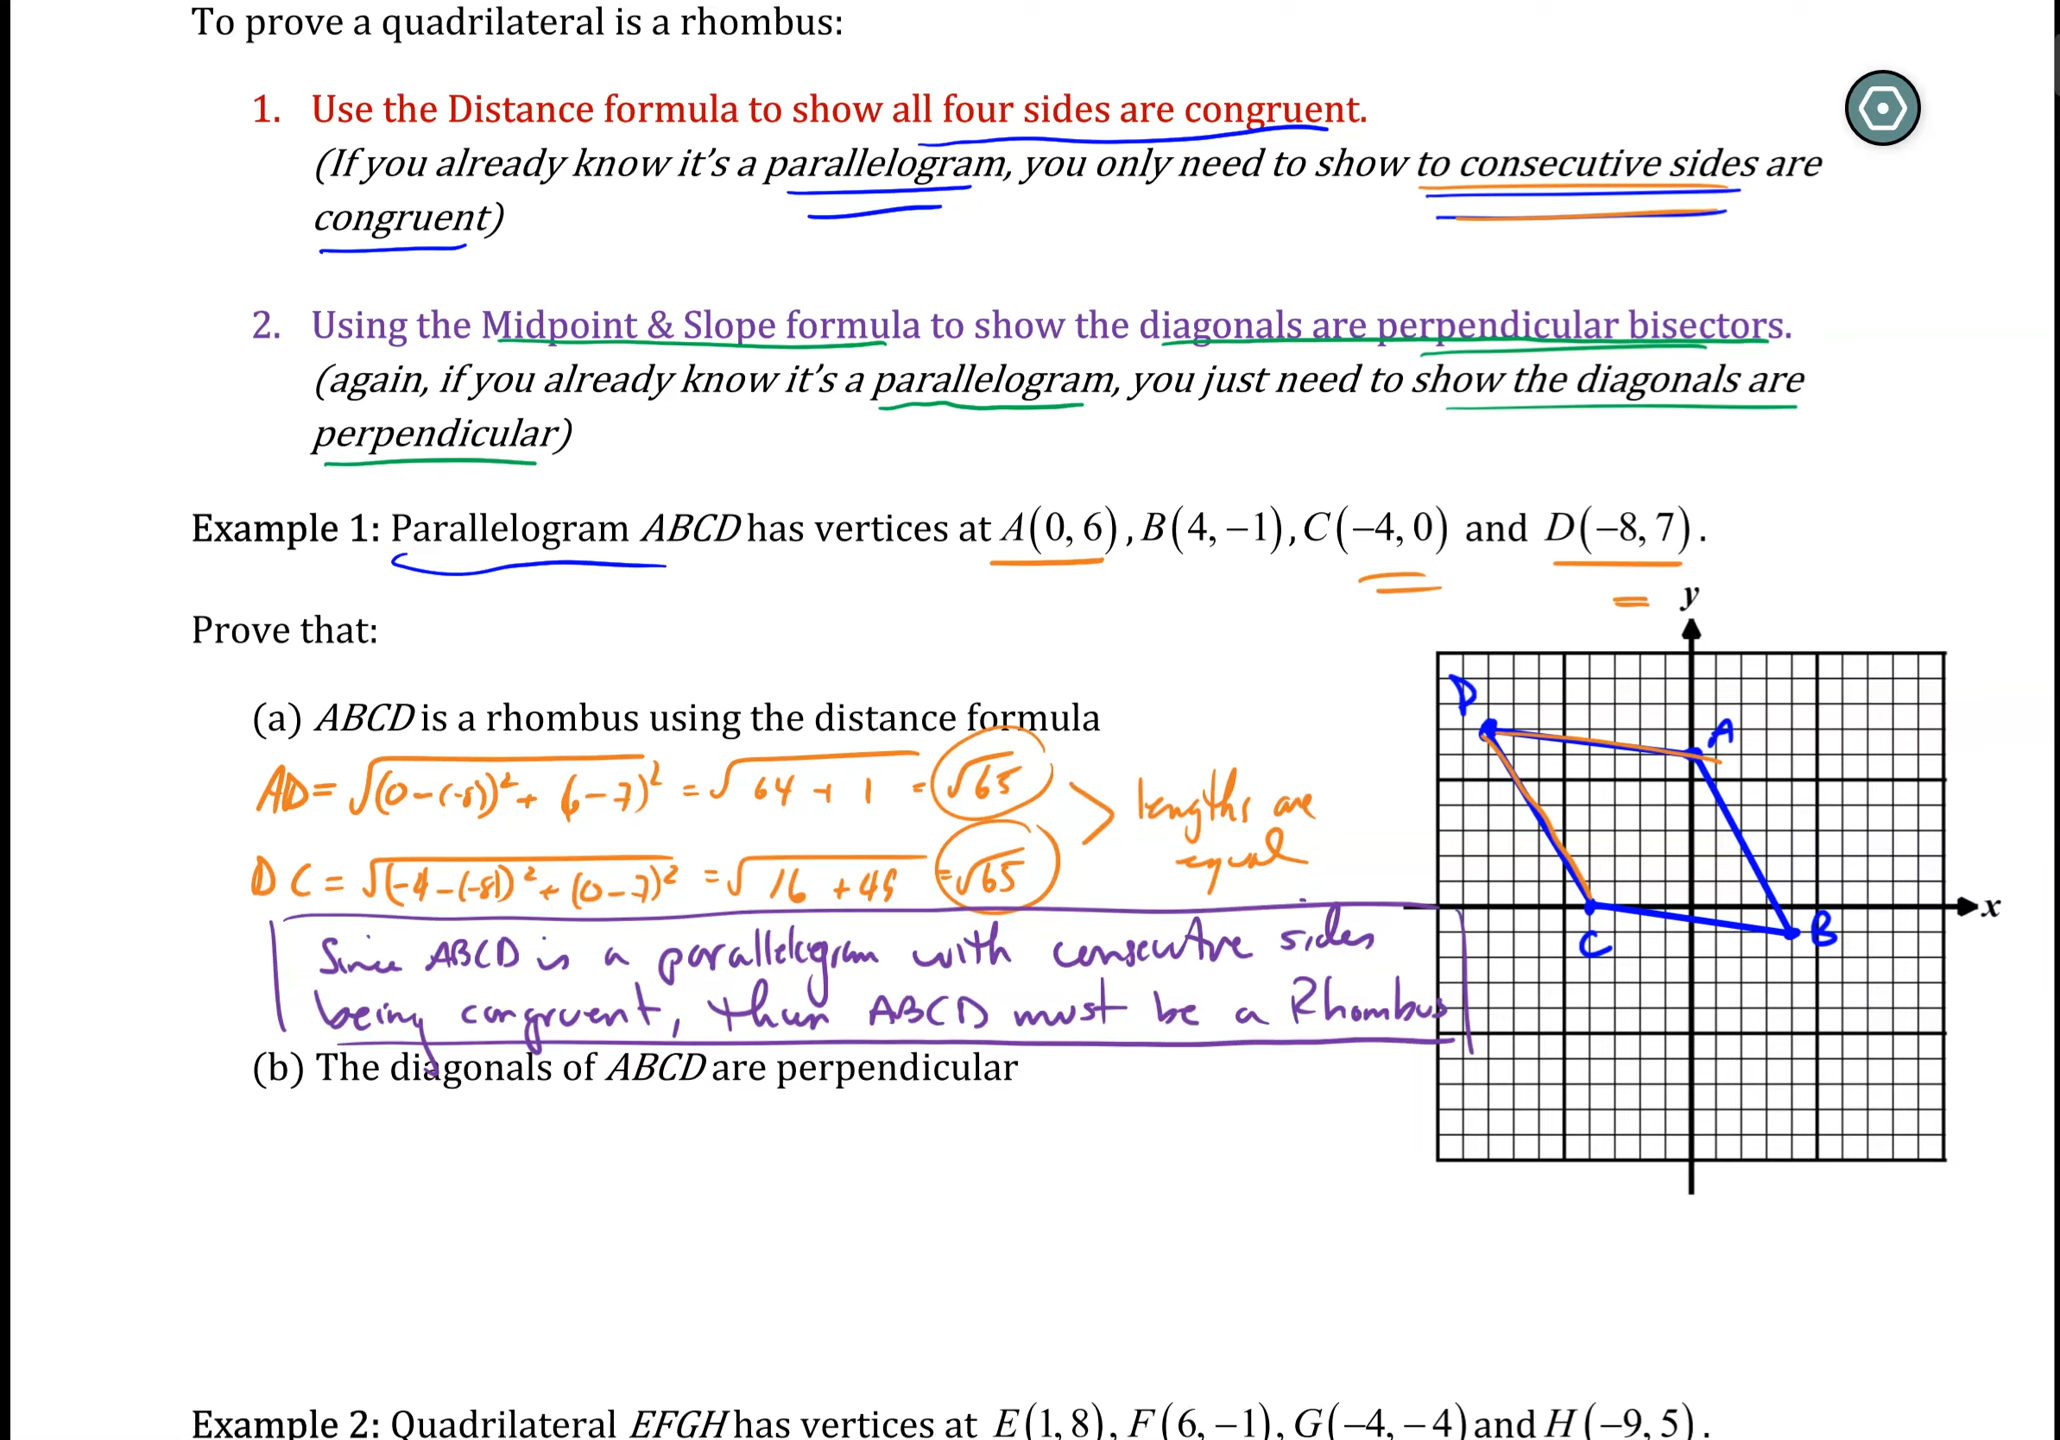 To prove a quadrilateral is a rhombus:
1. Use the Distance formula to show all four sides are congruent.
(If you already know it's a parallelogram, you only need to show to consecutive sides are
congruent)
2. Using the Midpoint & Slope formula to show the diagonals are perpendicular bisectors.
(again, if you already know it's a parallelogram, you just need to show the diagonals are
perpendicular)
Example 1: Parallelogram ABCD has vertices at A(0, 6), B(4, −1), C(−4, 0) and D(−8, 7).
Prove that:
y
(a) ABCD is a rhombus using the distance formula
D
A
AD = √(0-(-8))² + (6-7)² = √64 + 1 = √65
lengths are
equal
DC = √(-4-(-8))² + (0-7)² = √16 + 49 = √65
x
C
B
Since ABCD is a parallelogram with consecutive sides
being congruent, then ABCD must be a Rhombus
(b) The diagonals of ABCD are perpendicular
Example 2: Quadrilateral EFGH has vertices at E(1, 8), F(6, −1), G(−4, −4) and H(−9, 5).